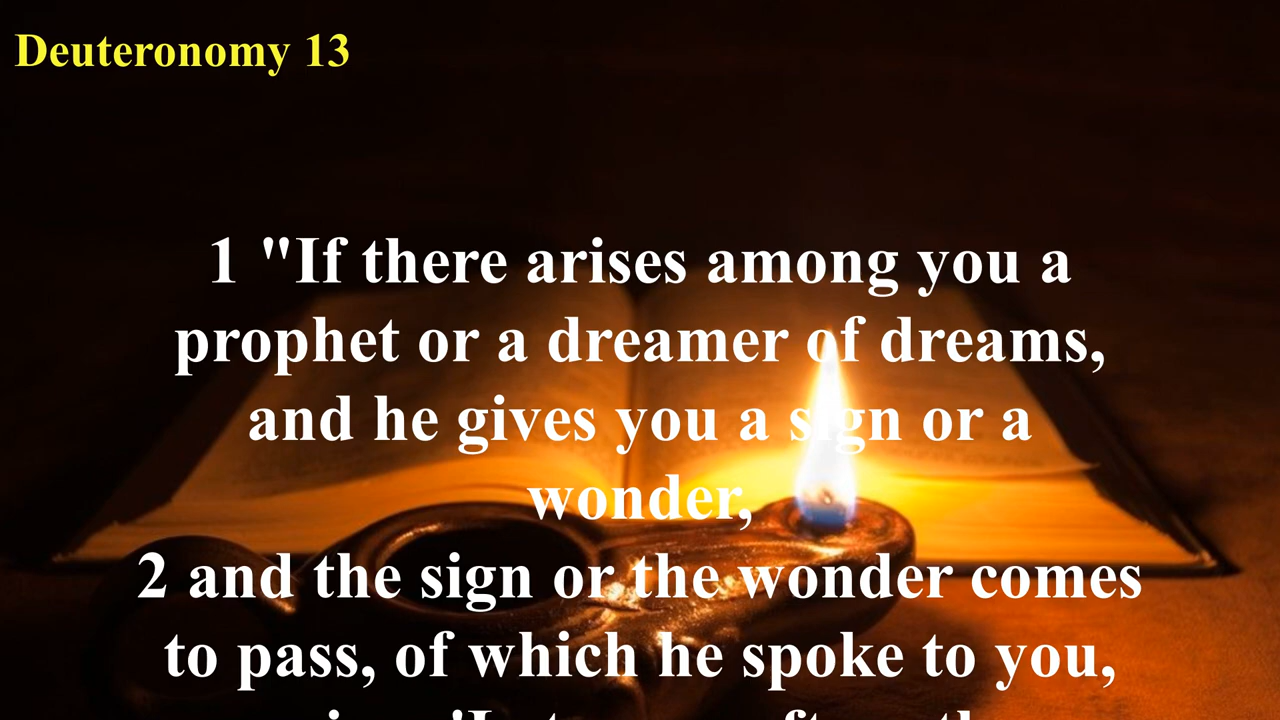 Deuteronomy 13
1 "If there arises among you a
prophet or a dreamer of dreams,
and he gives you a sign or a
wonder,
2 and the sign or the wonder comes
to pass, of which he spoke to you,